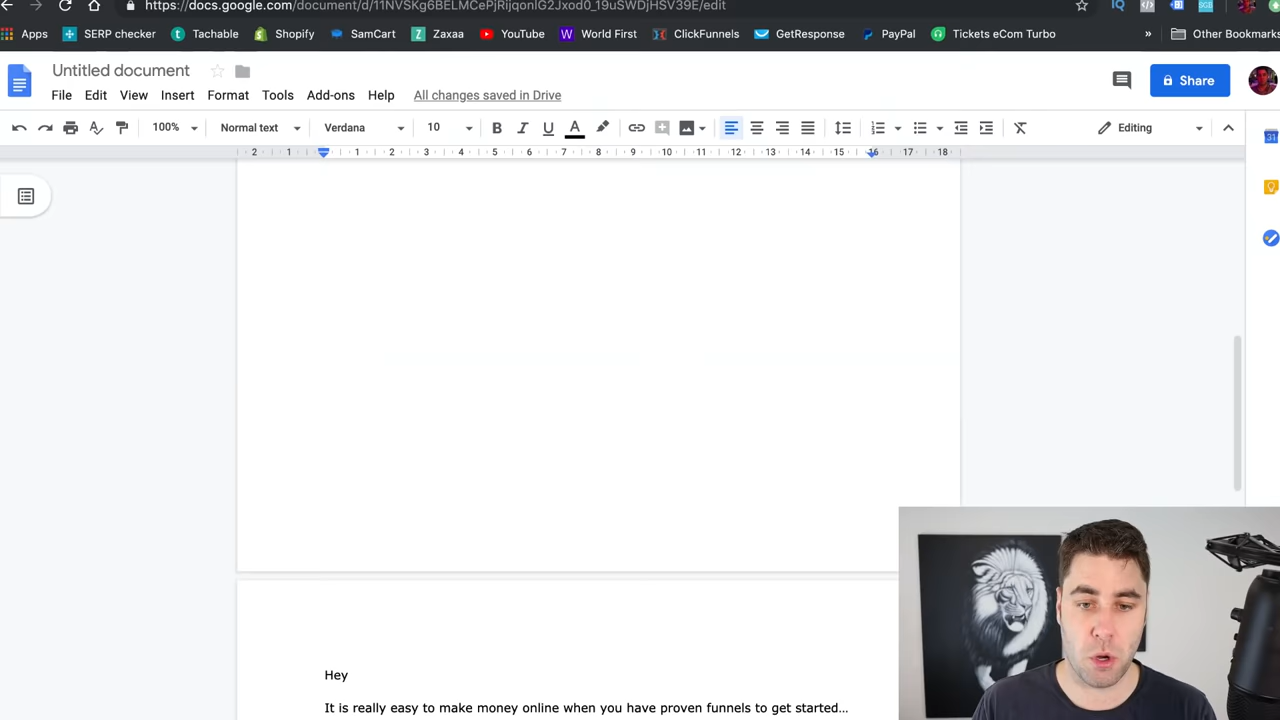 https://docs.google.com/document/d/11NVSKg6BELMCePjRijqonIG2Jxod0_19uSWDjHSV39E/edit
Apps SERP checker Tachable Shopify SamCart Zaxaa YouTube World First ClickFunnels GetResponse PayPal Tickets eCom Turbo » Other Bookmarks
Untitled document
Share
File Edit View Insert Format Tools Add-ons Help All changes saved in Drive
100% Normal text Verdana 10 B I U A Editing
2 1 1 2 3 4 5 6 7 8 9 10 11 12 13 14 15 16 17 18
31
Hey
It is really easy to make money online when you have proven funnels to get started...